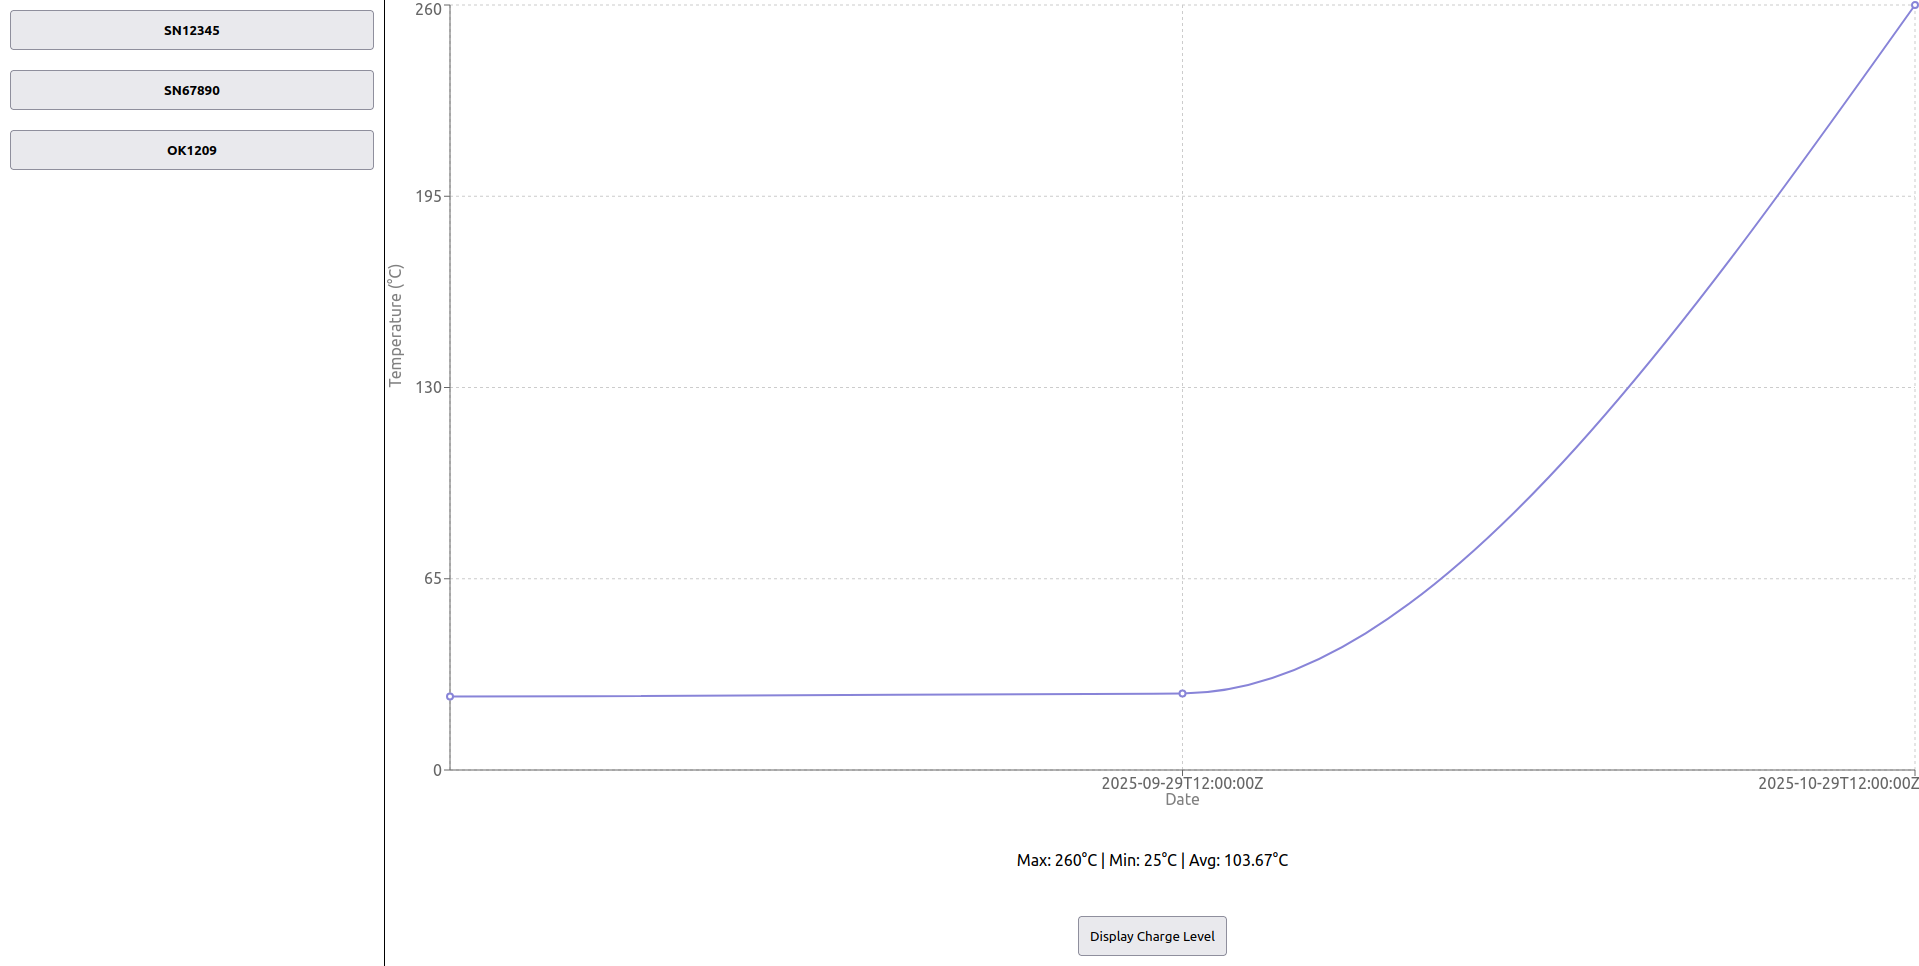 SN12345
SN67890
OK1209
260
195
130
65
0
Temperature (°C)
2025-09-29T12:00:00Z
2025-10-29T12:00:00Z
Date
Max: 260°C | Min: 25°C | Avg: 103.67°C
Display Charge Level